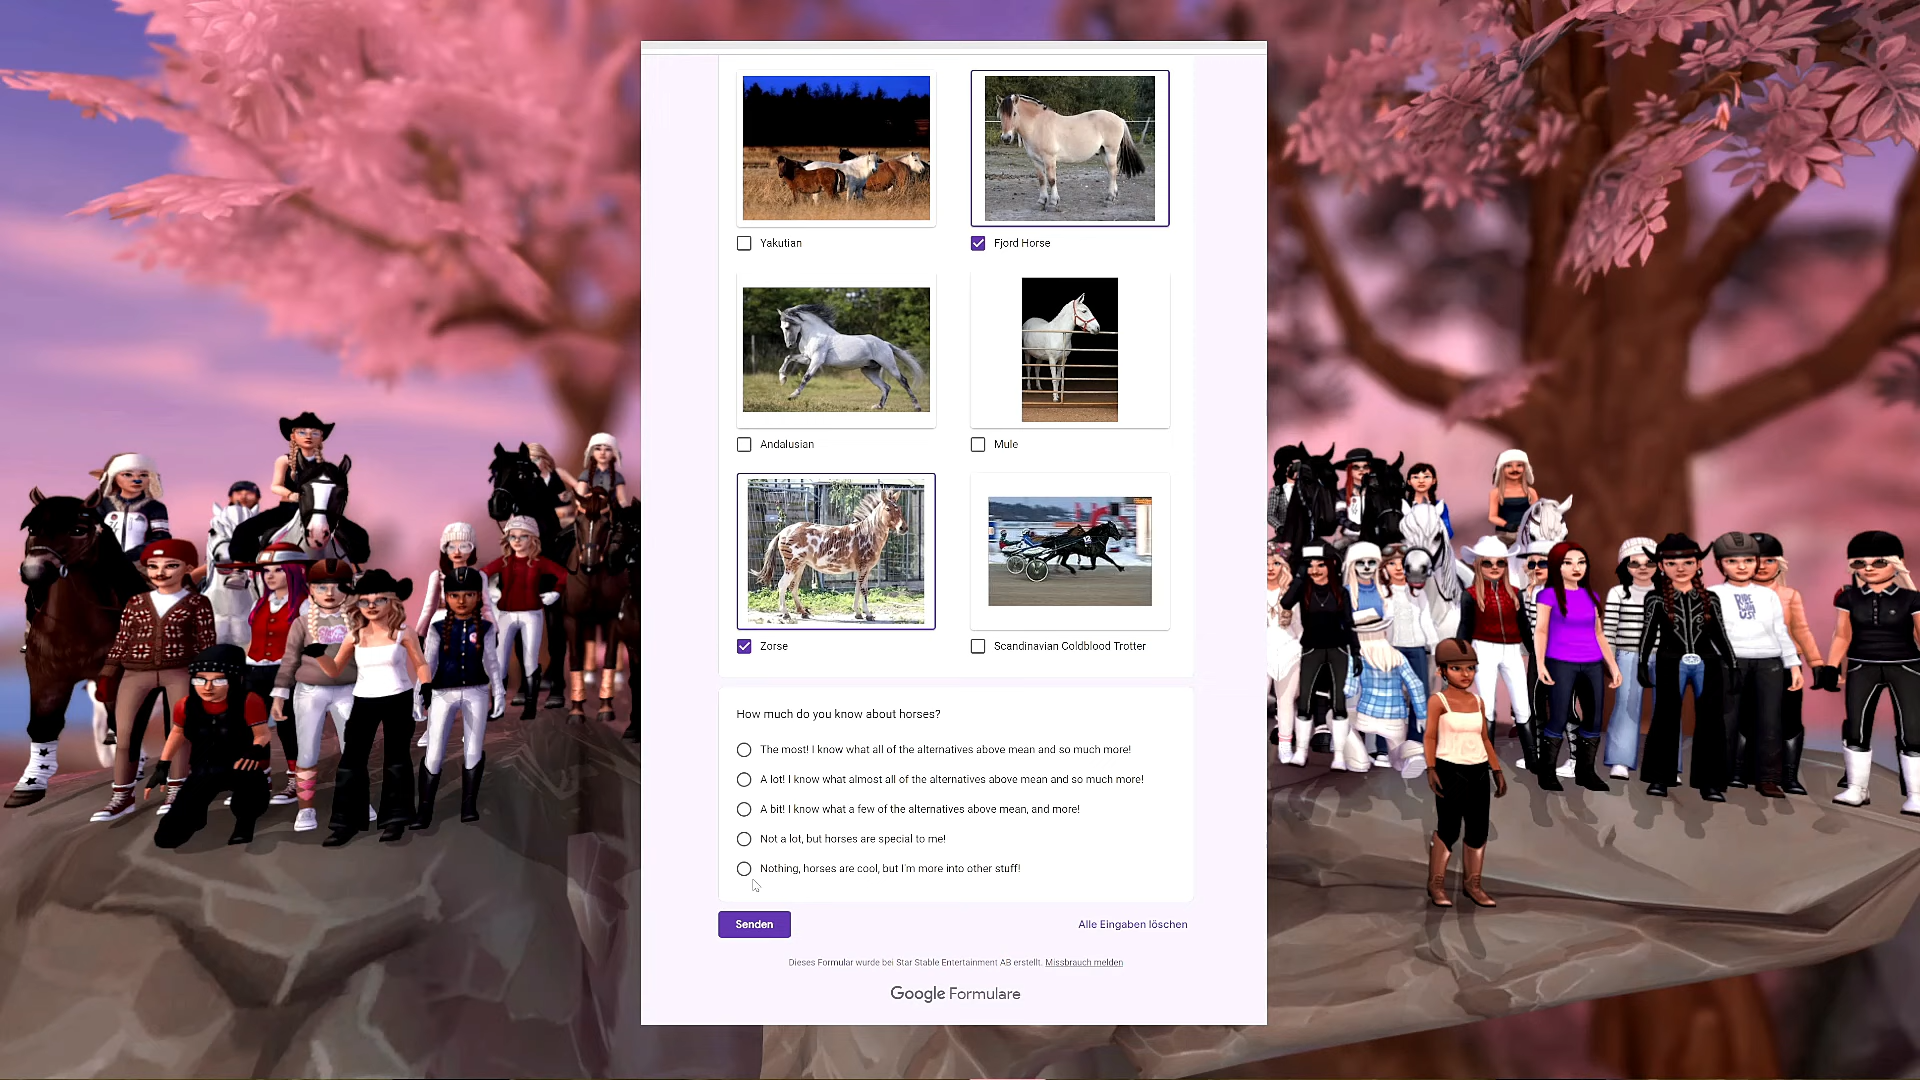 Yakutian
Fjord Horse
Andalusian
Mule
Zorse
Scandinavian Coldblood Trotter
How much do you know about horses?
The most! I know what all of the alternatives above mean and so much more!
A lot! I know what almost all of the alternatives above mean and so much more!
A bit! I know what a few of the alternatives above mean, and more!
Not a lot, but horses are special to me!
Nothing, horses are cool, but I'm more into other stuff!
Senden
Alle Eingaben löschen
Dieses Formular wurde bei Star Stable Entertainment AB erstellt. Missbrauch melden
Google Formulare